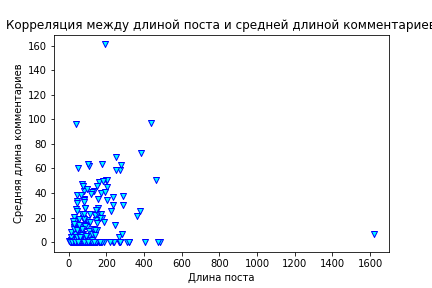 Корреляция между длиной поста и средней длиной комментариев
160
140
120
100
80
60
40
20
0
Средняя длина комментариев
0 200 400 600 800 1000 1200 1400 1600
Длина поста